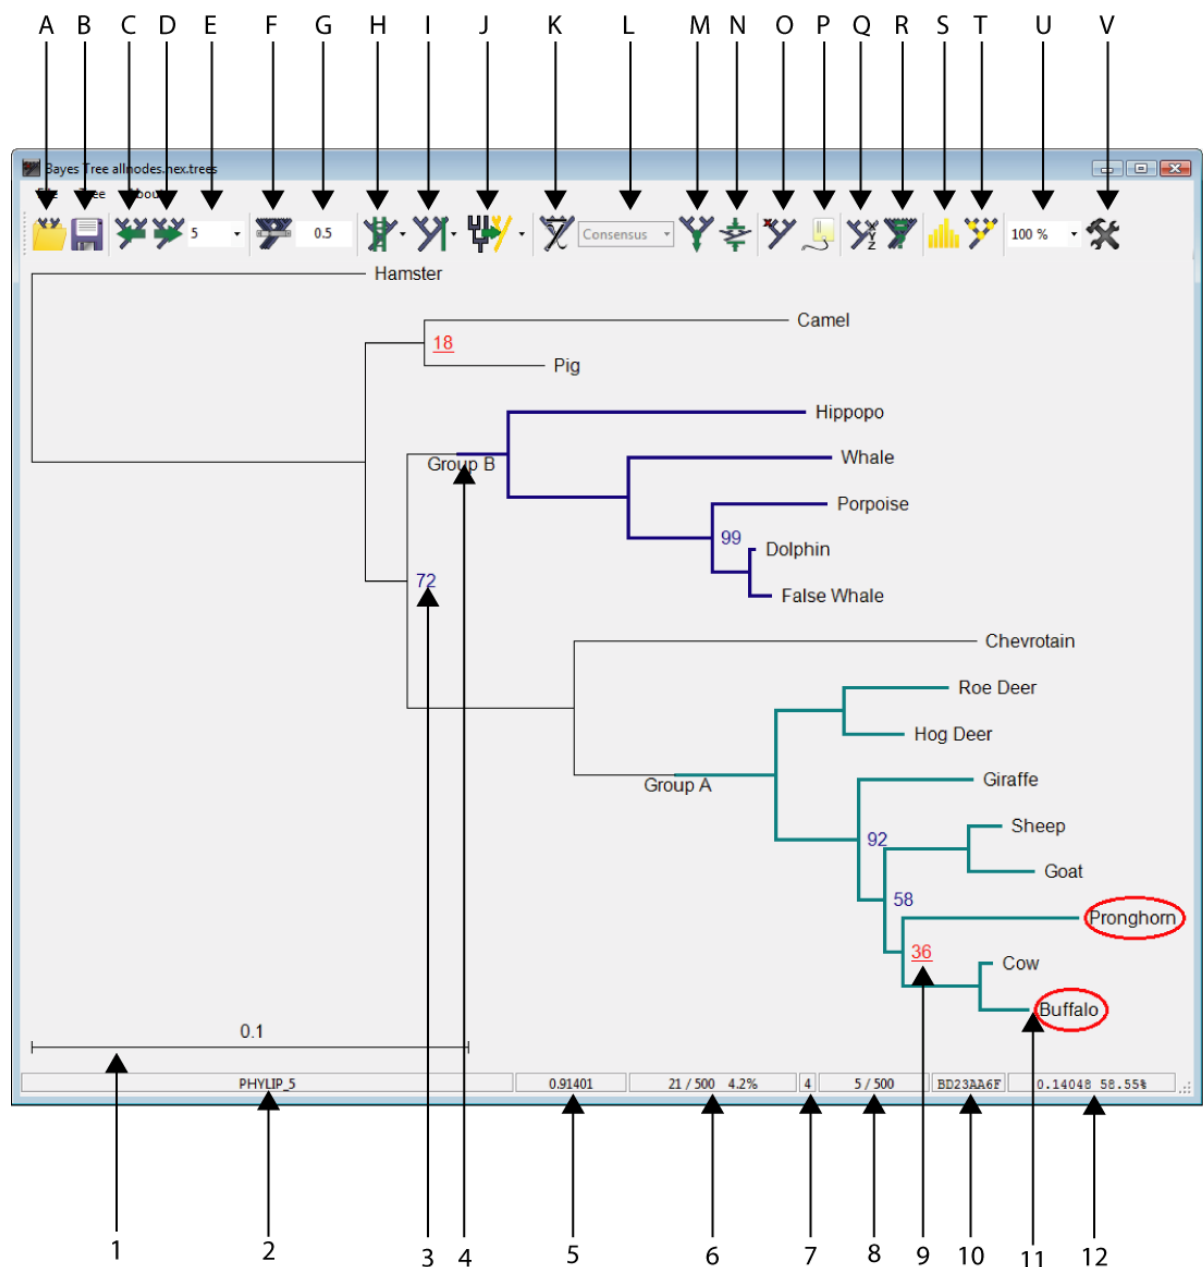 A B C D E F G H I J K L M N O P Q R S T U V
Bayes Tree allnodes.nex.trees
File Tree About
5 0.5 Consensus X Y Z 100 %
Hamster
Camel
18
Pig
Hippopo
Group B
Whale
Porpoise
99
Dolphin
72
False Whale
Chevrotain
Roe Deer
Hog Deer
Giraffe
Group A
Sheep
92
Goat
58
Pronghorn
36
Cow
Buffalo
0.1
PHYLIP_5 0.91401 21 / 500 4.2% 4 5 / 500 BD23AA6F 0.14048 58.55%
1 2 3 4 5 6 7 8 9 10 11 12